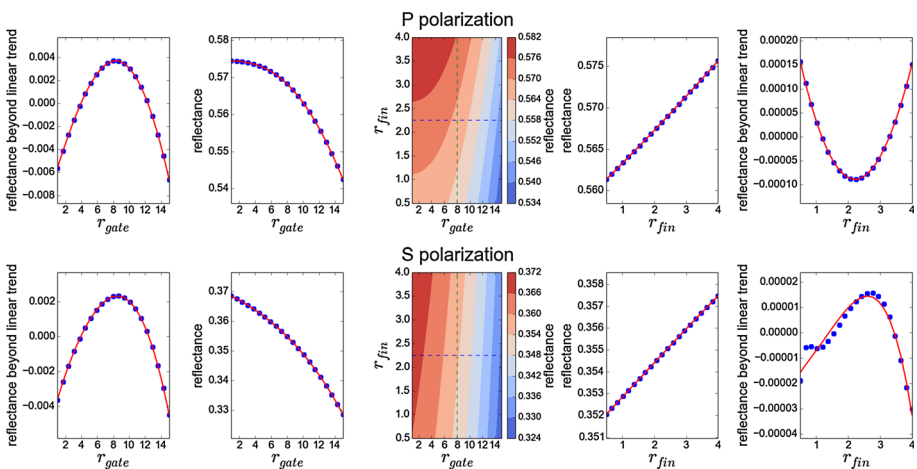 P polarization
reflectance beyond linear trend
0.004
0.002
0.000
−0.002
−0.004
−0.006
−0.008
2 4 6 8 10 12 14
r_gate
reflectance
0.58
0.57
0.56
0.55
0.54
2 4 6 8 10 12 14
r_gate
r_fin
4.0
3.5
3.0
2.5
2.0
1.5
1.0
0.5
2 4 6 8 10 12 14
r_gate
0.582
0.576
0.570
0.564
0.558
0.552
0.546
0.540
0.534
reflectance
reflectance
0.575
0.570
0.565
0.560
1 2 3 4
r_fin
reflectance beyond linear trend
0.00020
0.00015
0.00010
0.00005
0.00000
−0.00005
−0.00010
1 2 3 4
r_fin
S polarization
reflectance beyond linear trend
0.002
0.000
−0.002
−0.004
2 4 6 8 10 12 14
r_gate
reflectance
0.37
0.36
0.35
0.34
0.33
2 4 6 8 10 12 14
r_gate
r_fin
4.0
3.5
3.0
2.5
2.0
1.5
1.0
0.5
2 4 6 8 10 12 14
r_gate
0.372
0.366
0.360
0.354
0.348
0.342
0.336
0.330
0.324
reflectance
reflectance
0.358
0.357
0.355
0.354
0.352
0.351
1 2 3 4
r_fin
reflectance beyond linear trend
0.00002
0.00001
0.00000
−0.00001
−0.00002
−0.00003
−0.00004
1 2 3 4
r_fin